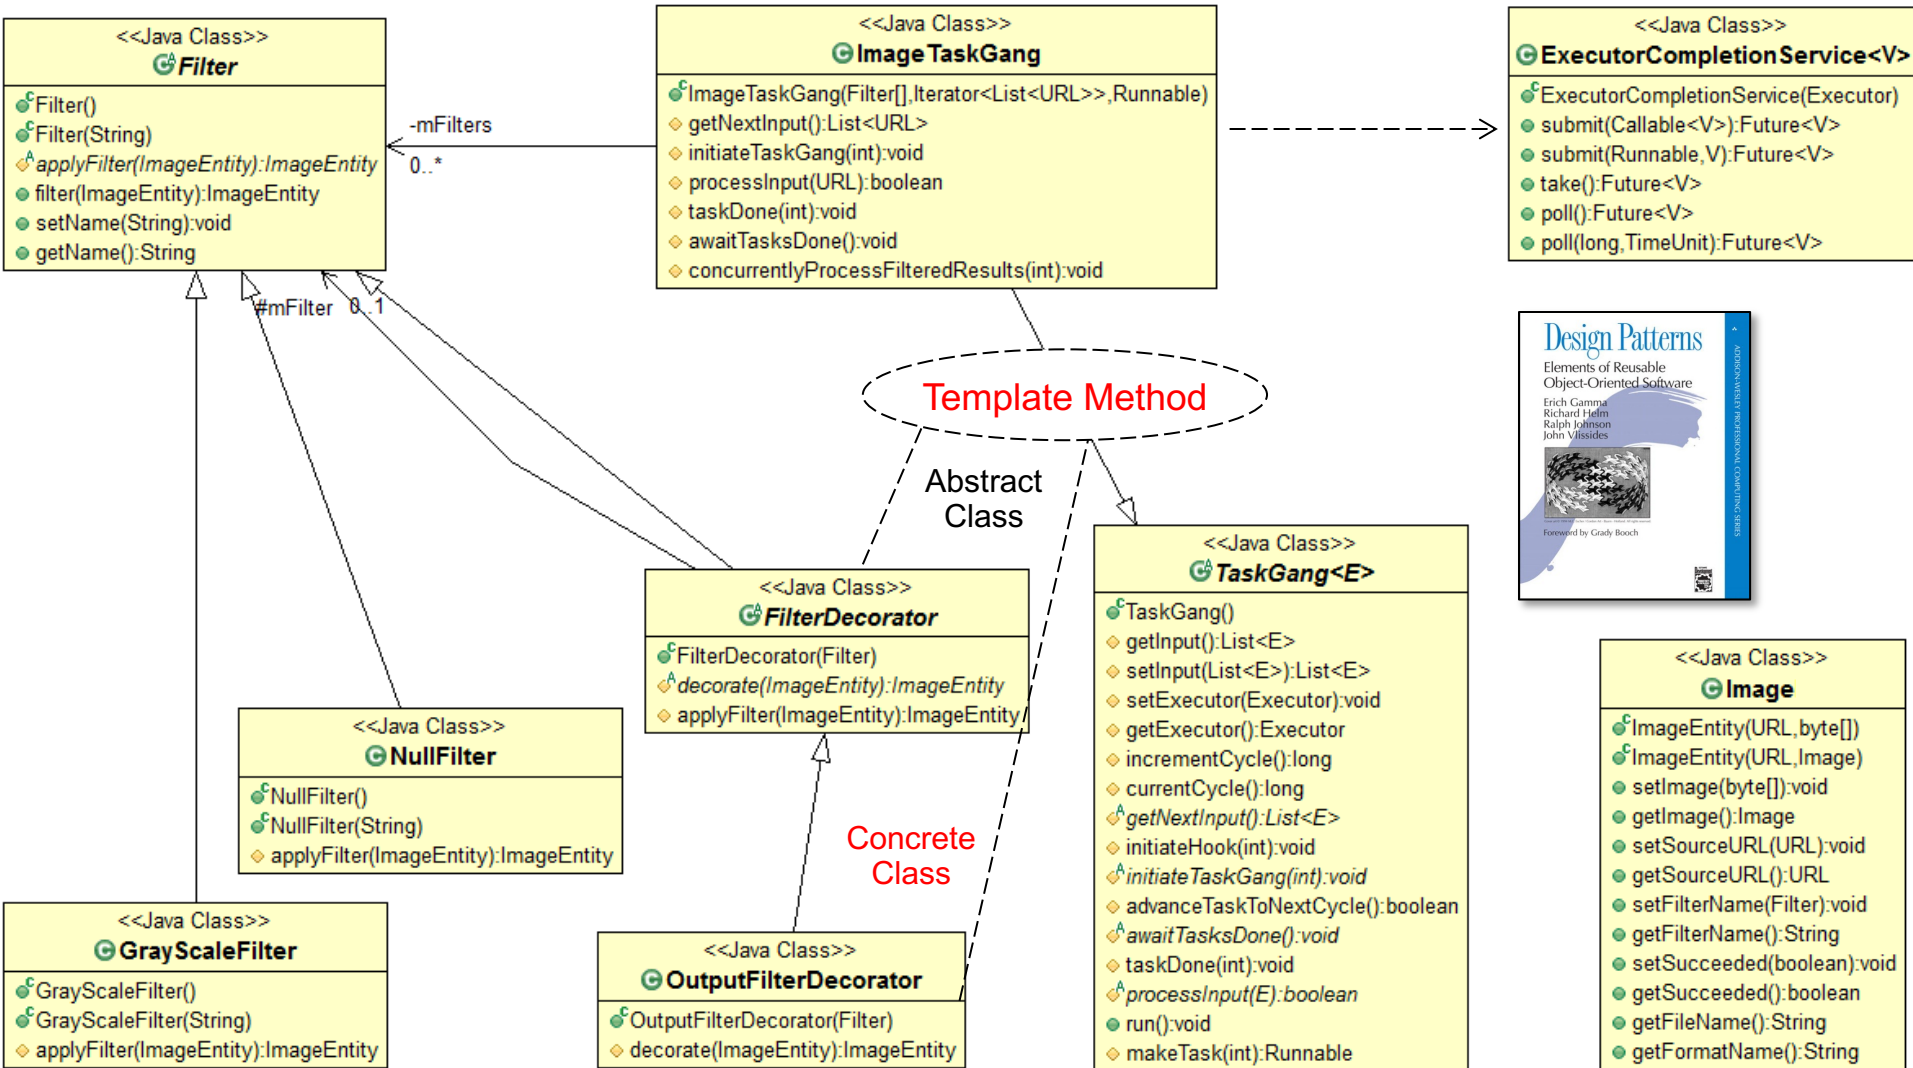 <<Java Class>>
Filter
Filter()
Filter(String)
applyFilter(ImageEntity):ImageEntity
filter(ImageEntity):ImageEntity
setName(String):void
getName():String
-mFilters
0..*
<<Java Class>>
ImageTaskGang
ImageTaskGang(Filter[],Iterator<List<URL>>,Runnable)
getNextInput():List<URL>
initiateTaskGang(int):void
processInput(URL):boolean
taskDone(int):void
awaitTasksDone():void
concurrentlyProcessFilteredResults(int):void
<<Java Class>>
ExecutorCompletionService<V>
ExecutorCompletionService(Executor)
submit(Callable<V>):Future<V>
submit(Runnable,V):Future<V>
take():Future<V>
poll():Future<V>
poll(long,TimeUnit):Future<V>
#mFilter 0..1
Template Method
Abstract
Class
Concrete
Class
Design Patterns
Elements of Reusable
Object-Oriented Software
Erich Gamma
Richard Helm
Ralph Johnson
John Vlissides
Foreword by Grady Booch
ADDISON-WESLEY PROFESSIONAL COMPUTING SERIES
<<Java Class>>
FilterDecorator
FilterDecorator(Filter)
decorate(ImageEntity):ImageEntity
applyFilter(ImageEntity):ImageEntity
<<Java Class>>
TaskGang<E>
TaskGang()
getInput():List<E>
setInput(List<E>):List<E>
setExecutor(Executor):void
getExecutor():Executor
incrementCycle():long
currentCycle():long
getNextInput():List<E>
initiateHook(int):void
initiateTaskGang(int):void
advanceTaskToNextCycle():boolean
awaitTasksDone():void
taskDone(int):void
processInput(E):boolean
run():void
makeTask(int):Runnable
<<Java Class>>
Image
ImageEntity(URL,byte[])
ImageEntity(URL,Image)
setImage(byte[]):void
getImage():Image
setSourceURL(URL):void
getSourceURL():URL
setFilterName(Filter):void
getFilterName():String
setSucceeded(boolean):void
getSucceeded():boolean
getFileName():String
getFormatName():String
<<Java Class>>
NullFilter
NullFilter()
NullFilter(String)
applyFilter(ImageEntity):ImageEntity
<<Java Class>>
GrayScaleFilter
GrayScaleFilter()
GrayScaleFilter(String)
applyFilter(ImageEntity):ImageEntity
<<Java Class>>
OutputFilterDecorator
OutputFilterDecorator(Filter)
decorate(ImageEntity):ImageEntity